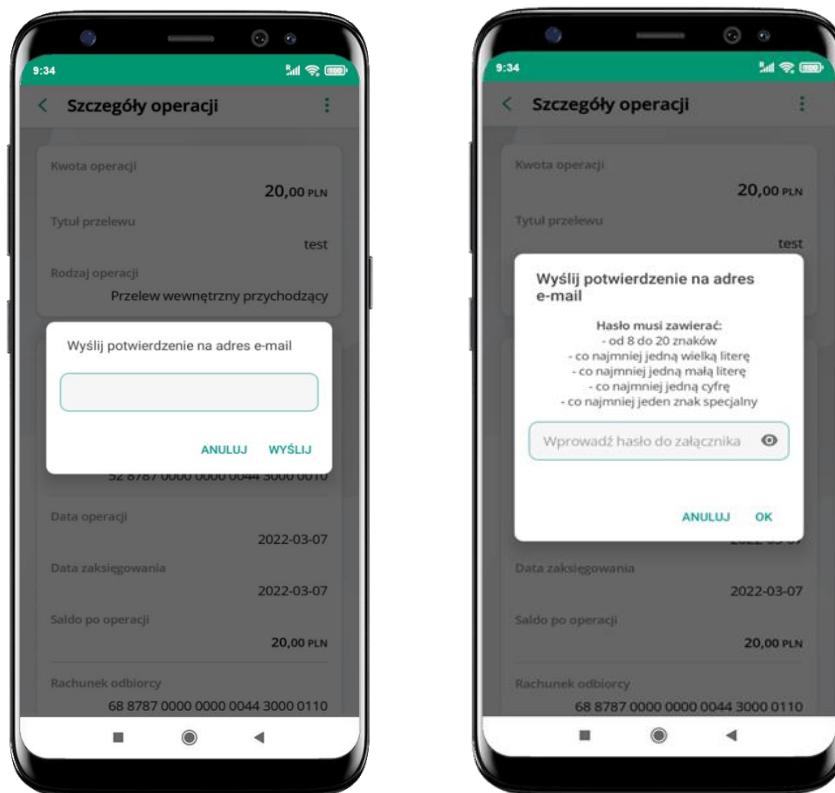 9:34
Szczegóły operacji
Kwota operacji
20,00 PLN
Tytuł przelewu
test
Rodzaj operacji
Przelew wewnętrzny przychodzący
Wyślij potwierdzenie na adres e-mail
ANULUJ WYŚLIJ
52 8787 0000 0000 0044 3000 0010
Data operacji
2022-03-07
Data zaksięgowania
2022-03-07
Saldo po operacji
20,00 PLN
Rachunek odbiorcy
68 8787 0000 0000 0044 3000 0110
9:34
Szczegóły operacji
Kwota operacji
20,00 PLN
Tytuł przelewu
test
Wyślij potwierdzenie na adres
e-mail
Hasło musi zawierać:
- od 8 do 20 znaków
- co najmniej jedną wielką literę
- co najmniej jedną małą literę
- co najmniej jedną cyfrę
- co najmniej jeden znak specjalny
Wprowadź hasło do załącznika
ANULUJ OK
2022-03-07
Data zaksięgowania
2022-03-07
Saldo po operacji
20,00 PLN
Rachunek odbiorcy
68 8787 0000 0000 0044 3000 0110